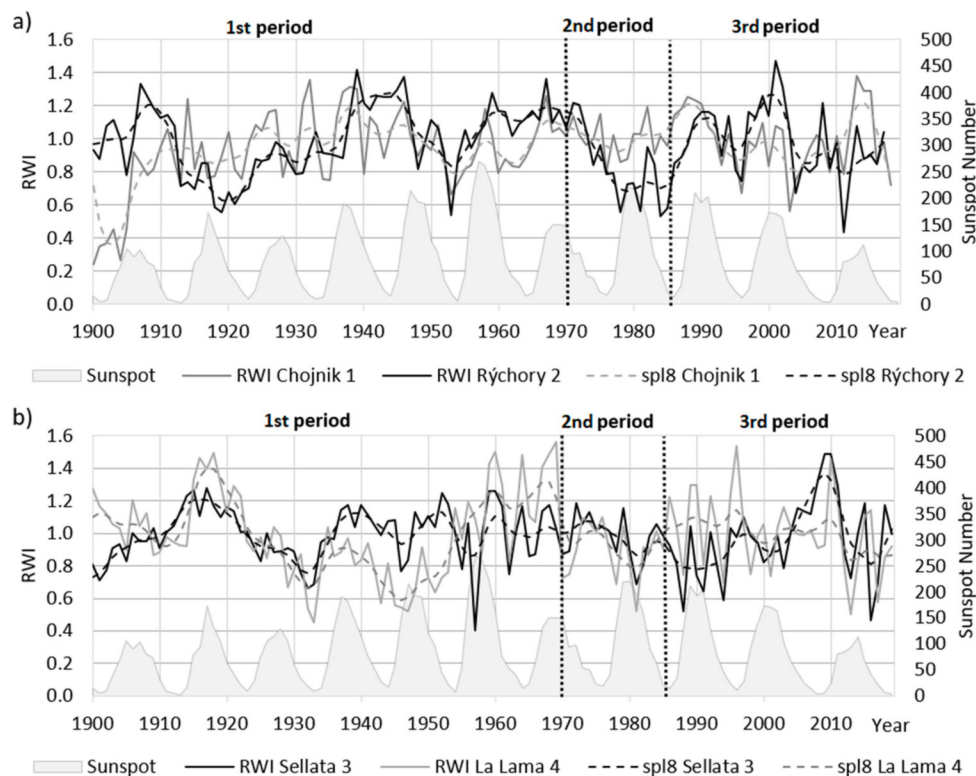 a)
1st period 2nd period 3rd period
1.6 500
450
1.4
400
1.2 350
1.0 300
0.8 250
200
0.6
150
0.4
100
0.2 50
0.0 0
RWI
Sunspot Number
1900 1910 1920 1930 1940 1950 1960 1970 1980 1990 2000 2010 Year
Sunspot RWI Chojnik 1 RWI Rýchory 2 spl8 Chojnik 1 spl8 Rýchory 2
b)
1st period 2nd period 3rd period
1.6 500
450
1.4
400
1.2 350
1.0 300
0.8 250
200
0.6
150
0.4
100
0.2 50
0.0 0
RWI
Sunspot Number
1900 1910 1920 1930 1940 1950 1960 1970 1980 1990 2000 2010 Year
Sunspot RWI Sellata 3 RWI La Lama 4 spl8 Sellata 3 spl8 La Lama 4